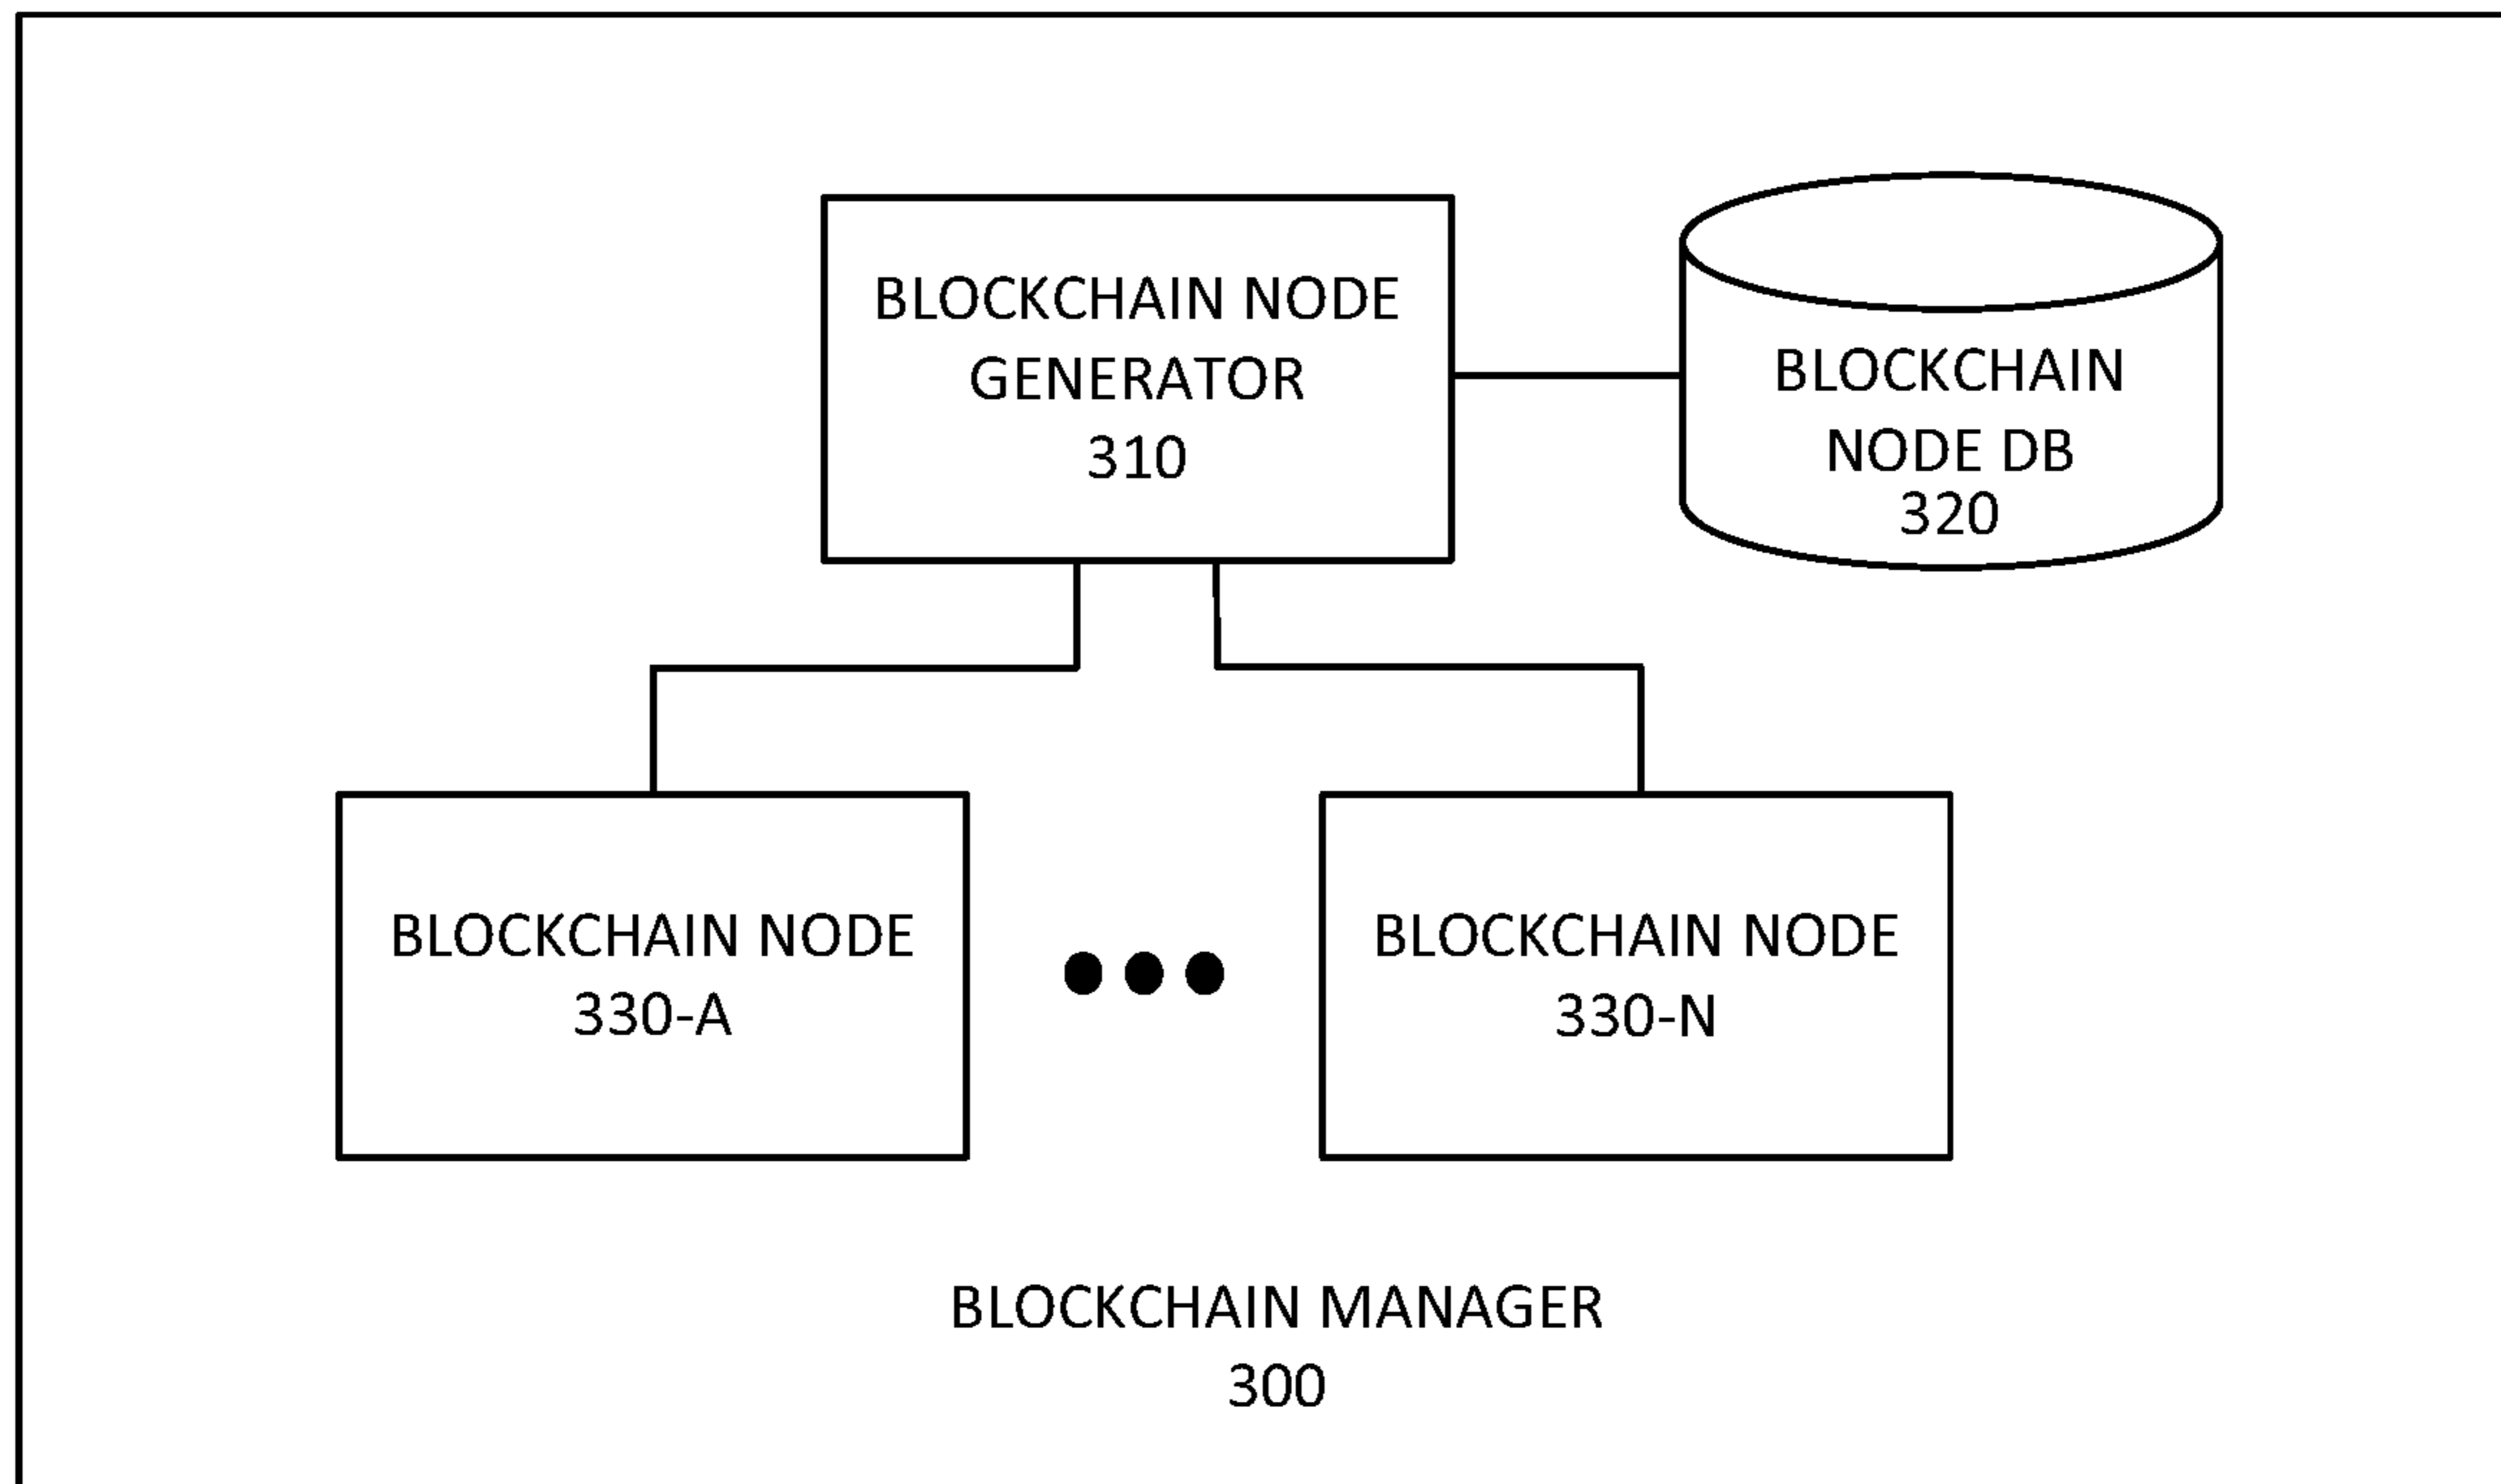 BLOCKCHAIN NODE
GENERATOR
310
BLOCKCHAIN
NODE DB
320
BLOCKCHAIN NODE
330-A
BLOCKCHAIN NODE
330-N
BLOCKCHAIN MANAGER
300